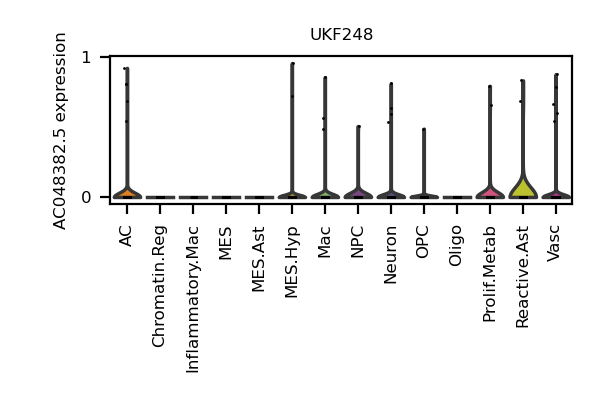 UKF248
AC048382.5 expression
1
0
AC
Chromatin.Reg
Inflammatory.Mac
MES
MES.Ast
MES.Hyp
Mac
NPC
Neuron
OPC
Oligo
Prolif.Metab
Reactive.Ast
Vasc